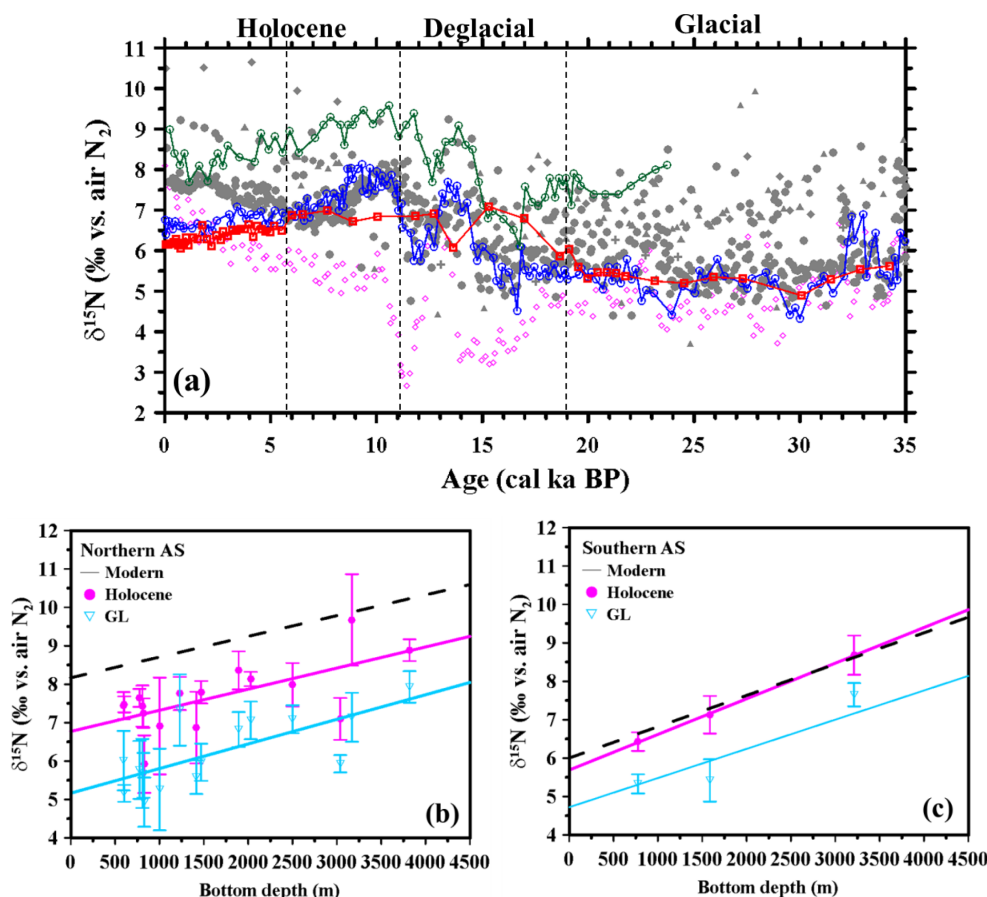 Holocene Deglacial Glacial
11
10
9
8
7
6
5
4
3
2
δ¹⁵N (‰ vs. air N₂)
(a)
0 5 10 15 20 25 30 35
Age (cal ka BP)
12
11
10
9
8
7
6
5
4
δ¹⁵N (‰ vs. air N₂)
Northern AS
Modern
Holocene
GL
(b)
0 500 1000 1500 2000 2500 3000 3500 4000 4500
Bottom depth (m)
12
11
10
9
8
7
6
5
4
δ¹⁵N (‰ vs. air N₂)
Southern AS
Modern
Holocene
GL
(c)
0 500 1000 1500 2000 2500 3000 3500 4000 4500
Bottom depth (m)